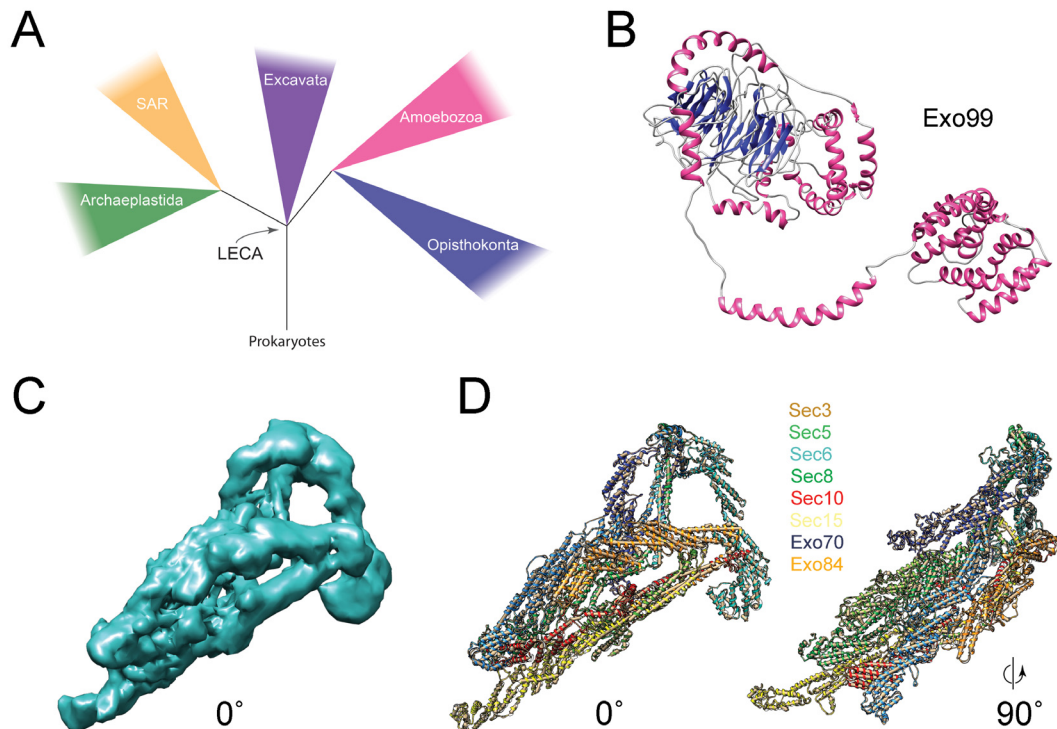 A
SAR
Excavata
Amoebozoa
Archaeplastida
Opisthokonta
LECA
Prokaryotes
B
Exo99
C
0°
D
Sec3
Sec5
Sec6
Sec8
Sec10
Sec15
Exo70
Exo84
0°
90°